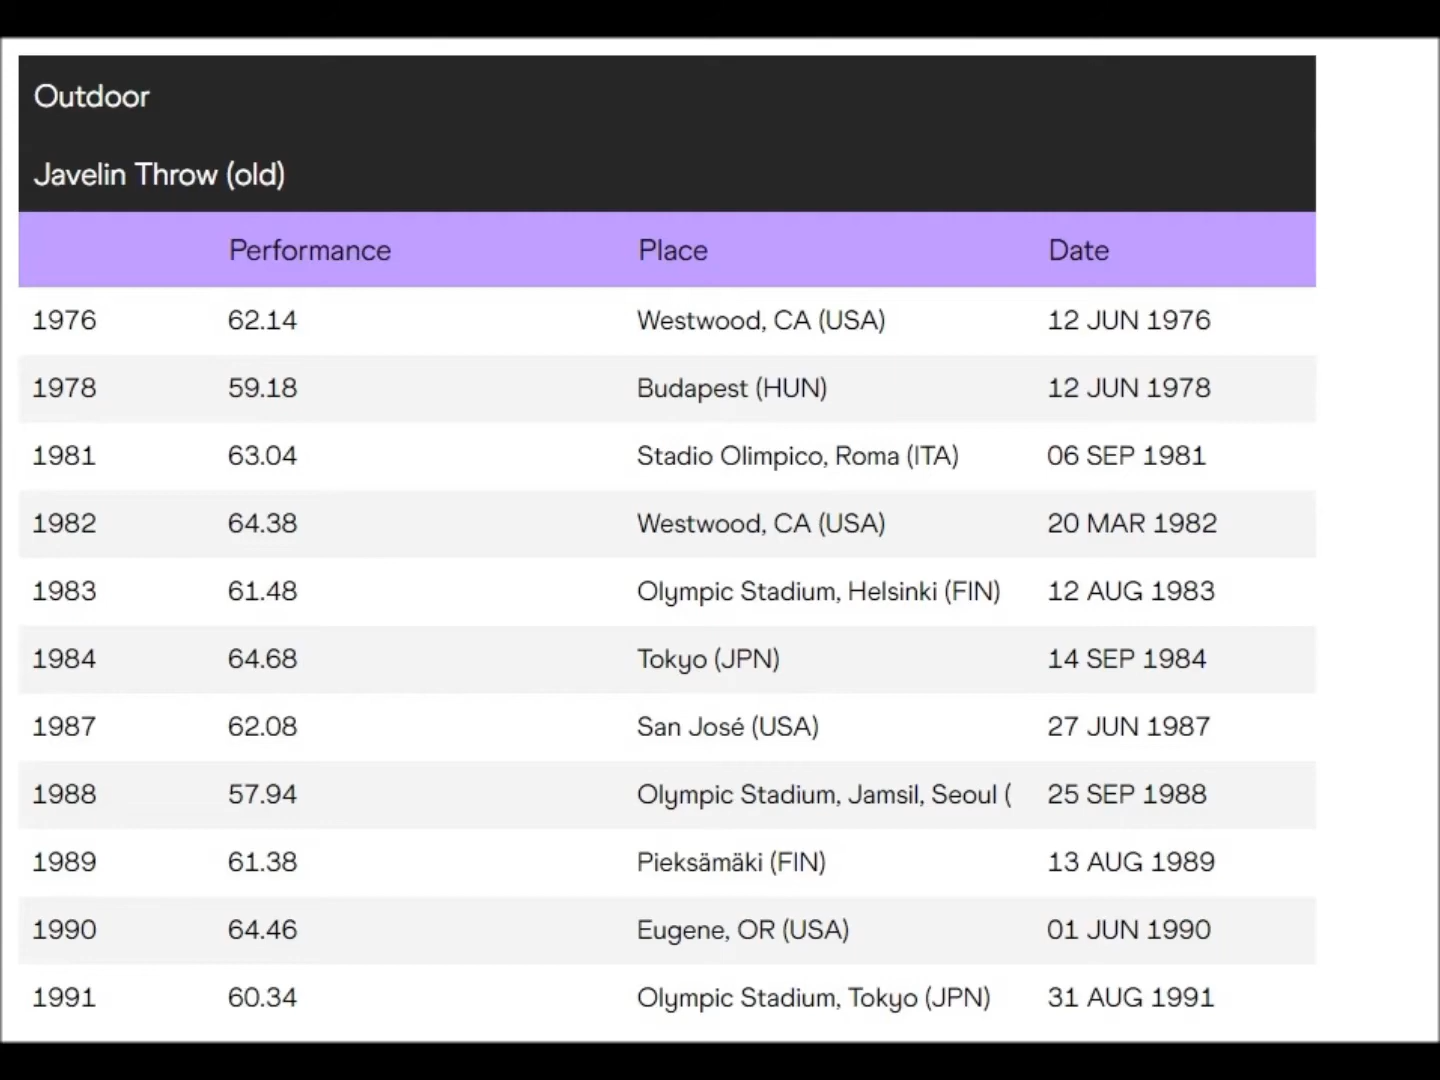 Outdoor
Javelin Throw (old)
Performance Place Date
1976 62.14 Westwood, CA (USA) 12 JUN 1976
1978 59.18 Budapest (HUN) 12 JUN 1978
1981 63.04 Stadio Olimpico, Roma (ITA) 06 SEP 1981
1982 64.38 Westwood, CA (USA) 20 MAR 1982
1983 61.48 Olympic Stadium, Helsinki (FIN) 12 AUG 1983
1984 64.68 Tokyo (JPN) 14 SEP 1984
1987 62.08 San José (USA) 27 JUN 1987
1988 57.94 Olympic Stadium, Jamsil, Seoul ( 25 SEP 1988
1989 61.38 Pieksämäki (FIN) 13 AUG 1989
1990 64.46 Eugene, OR (USA) 01 JUN 1990
1991 60.34 Olympic Stadium, Tokyo (JPN) 31 AUG 1991